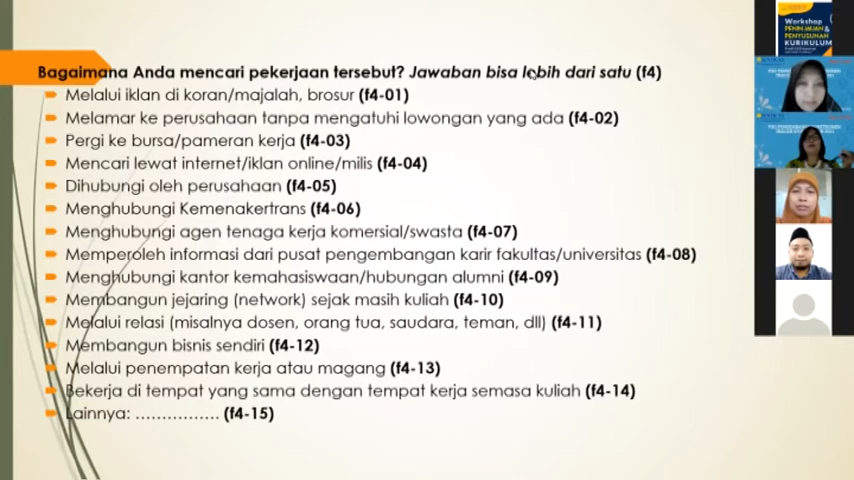 Bagaimana Anda mencari pekerjaan tersebut? Jawaban bisa lebih dari satu (f4)
Melalui iklan di koran/majalah, brosur (f4-01)
Melamar ke perusahaan tanpa mengatuhi lowongan yang ada (f4-02)
Pergi ke bursa/pameran kerja (f4-03)
Mencari lewat internet/iklan online/milis (f4-04)
Dihubungi oleh perusahaan (f4-05)
Menghubungi Kemenakertrans (f4-06)
Menghubungi agen tenaga kerja komersial/swasta (f4-07)
Memperoleh informasi dari pusat pengembangan karir fakultas/universitas (f4-08)
Menghubungi kantor kemahasiswaan/hubungan alumni (f4-09)
Membangun jejaring (network) sejak masih kuliah (f4-10)
Melalui relasi (misalnya dosen, orang tua, saudara, teman, dll) (f4-11)
Membangun bisnis sendiri (f4-12)
Melalui penempatan kerja atau magang (f4-13)
Bekerja di tempat yang sama dengan tempat kerja semasa kuliah (f4-14)
Lainnya: ................ (f4-15)
Workshop
PENINJAUAN &
PENYUSUNAN
KURIKULUM